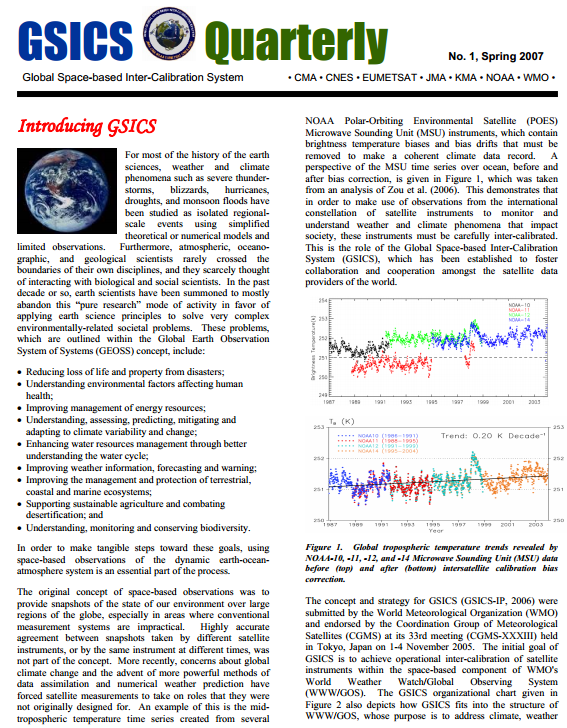 GSICS Quarterly
No. 1, Spring 2007
Global Space-based Inter-Calibration System
• CMA • CNES • EUMETSAT • JMA • KMA • NOAA • WMO •
Introducing GSICS
For most of the history of the earth
sciences, weather and climate
phenomena such as severe thunder-
storms, blizzards, hurricanes,
droughts, and monsoon floods have
been studied as isolated regional-
scale events using simplified
theoretical or numerical models and
limited observations. Furthermore, atmospheric, oceano-
graphic, and geological scientists rarely crossed the
boundaries of their own disciplines, and they scarcely thought
of interacting with biological and social scientists. In the past
decade or so, earth scientists have been summoned to mostly
abandon this “pure research” mode of activity in favor of
applying earth science principles to solve very complex
environmentally-related societal problems. These problems,
which are outlined within the Global Earth Observation
System of Systems (GEOSS) concept, include:
• Reducing loss of life and property from disasters;
• Understanding environmental factors affecting human
health;
• Improving management of energy resources;
• Understanding, assessing, predicting, mitigating and
adapting to climate variability and change;
• Enhancing water resources management through better
understanding the water cycle;
• Improving weather information, forecasting and warning;
• Improving the management and protection of terrestrial,
coastal and marine ecosystems;
• Supporting sustainable agriculture and combating
desertification; and
• Understanding, monitoring and conserving biodiversity.
In order to make tangible steps toward these goals, using
space-based observations of the dynamic earth-ocean-
atmosphere system is an essential part of the process.
The original concept of space-based observations was to
provide snapshots of the state of our environment over large
regions of the globe, especially in areas where conventional
measurement systems are impractical. Highly accurate
agreement between snapshots taken by different satellite
instruments, or by the same instrument at different times, was
not part of the concept. More recently, concerns about global
climate change and the advent of more powerful methods of
data assimilation and numerical weather prediction have
forced satellite measurements to take on roles that they were
not originally designed for. An example of this is the mid-
tropospheric temperature time series created from several
NOAA Polar-Orbiting Environmental Satellite (POES)
Microwave Sounding Unit (MSU) instruments, which contain
brightness temperature biases and bias drifts that must be
removed to make a coherent climate data record. A
perspective of the MSU time series over ocean, before and
after bias correction, is given in Figure 1, which was taken
from an analysis of Zou et al. (2006). This demonstrates that
in order to make use of observations from the international
constellation of satellite instruments to monitor and
understand weather and climate phenomena that impact
society, these instruments must be carefully inter-calibrated.
This is the role of the Global Space-based Inter-Calibration
System (GSICS), which has been established to foster
collaboration and cooperation amongst the satellite data
providers of the world.
254
253
252
251
250
249
Brightness Temperature(K)
NOAA-10
NOAA-11
NOAA-12
NOAA-14
1987 1989 1991 1993 1995 1997 1999 2001 2003
TB (K)
253
252
251
250
NOAA10 (1986-1991)
NOAA11 (1988-1995)
NOAA12 (1991-1998)
NOAA14 (1995-2004)
Trend: 0.20 K Decade-1
253
252
251
250
1987 1989 1991 1993 1995 1997 1999 2001 2003
Year
Figure 1. Global tropospheric temperature trends revealed by
NOAA-10, -11, -12, and -14 Microwave Sounding Unit (MSU) data
before (top) and after (bottom) intersatellite calibration bias
correction.
The concept and strategy for GSICS (GSICS-IP, 2006) were
submitted by the World Meteorological Organization (WMO)
and endorsed by the Coordination Group of Meteorological
Satellites (CGMS) at its 33rd meeting (CGMS-XXXIII) held
in Tokyo, Japan on 1-4 November 2005. The initial goal of
GSICS is to achieve operational inter-calibration of satellite
instruments within the space-based component of WMO's
World Weather Watch/Global Observing System
(WWW/GOS). The GSICS organizational chart given in
Figure 2 also depicts how GSICS fits into the structure of
WWW/GOS, whose purpose is to address climate, weather